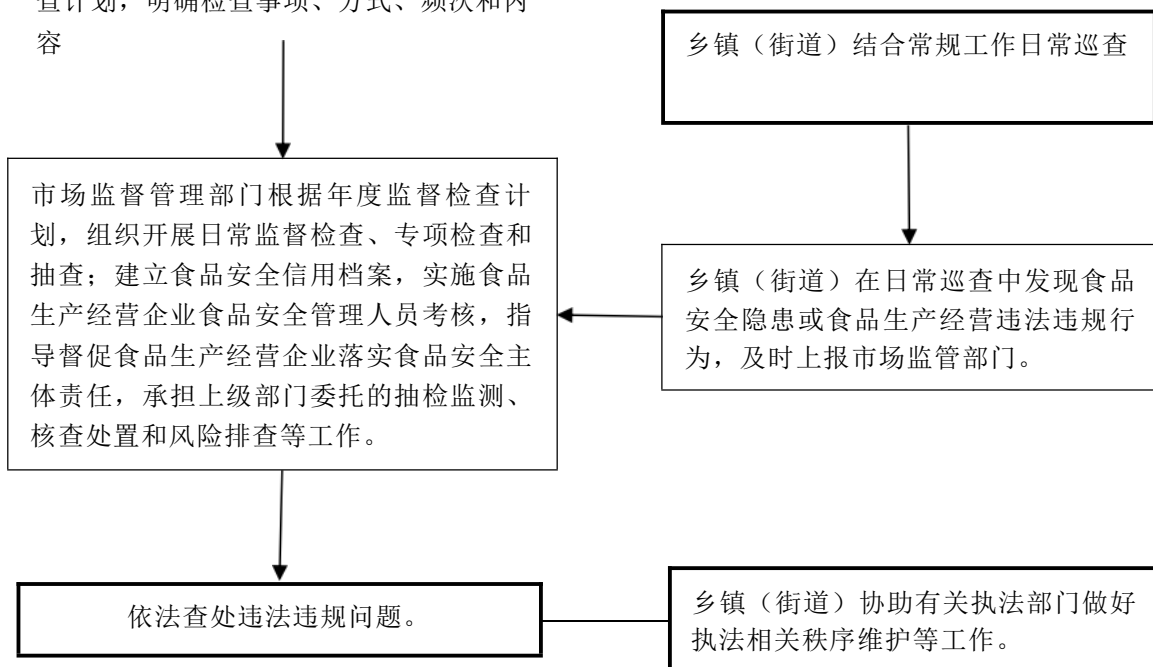 查计划，明确检查事项、方式、频次和内
容
乡镇（街道）结合常规工作日常巡查
市场监督管理部门根据年度监督检查计
划，组织开展日常监督检查、专项检查和
抽查；建立食品安全信用档案，实施食品
生产经营企业食品安全管理人员考核，指
导督促食品生产经营企业落实食品安全主
体责任，承担上级部门委托的抽检监测、
核查处置和风险排查等工作。
乡镇（街道）在日常巡查中发现食品
安全隐患或食品生产经营违法违规行
为，及时上报市场监管部门。
依法查处违法违规问题。
乡镇（街道）协助有关执法部门做好
执法相关秩序维护等工作。